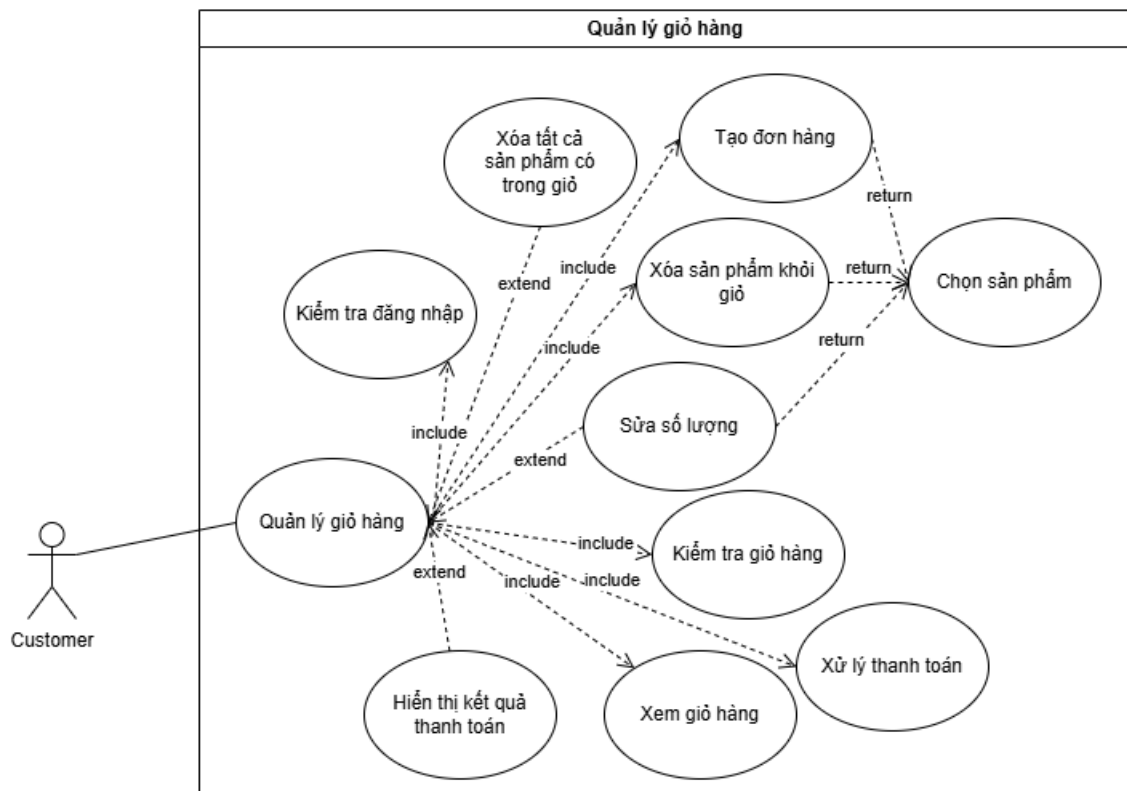 Quản lý giỏ hàng
Xóa tất cả
sản phẩm có
trong giỏ
Tạo đơn hàng
return
extend
include
Xóa sản phẩm khỏi
giỏ
return
Chọn sản phẩm
Kiểm tra đăng nhập
include
return
include
Sửa số lượng
extend
Quản lý giỏ hàng
include
Kiểm tra giỏ hàng
extend
include
include
Customer
Hiển thị kết quả
thanh toán
Xem giỏ hàng
Xử lý thanh toán